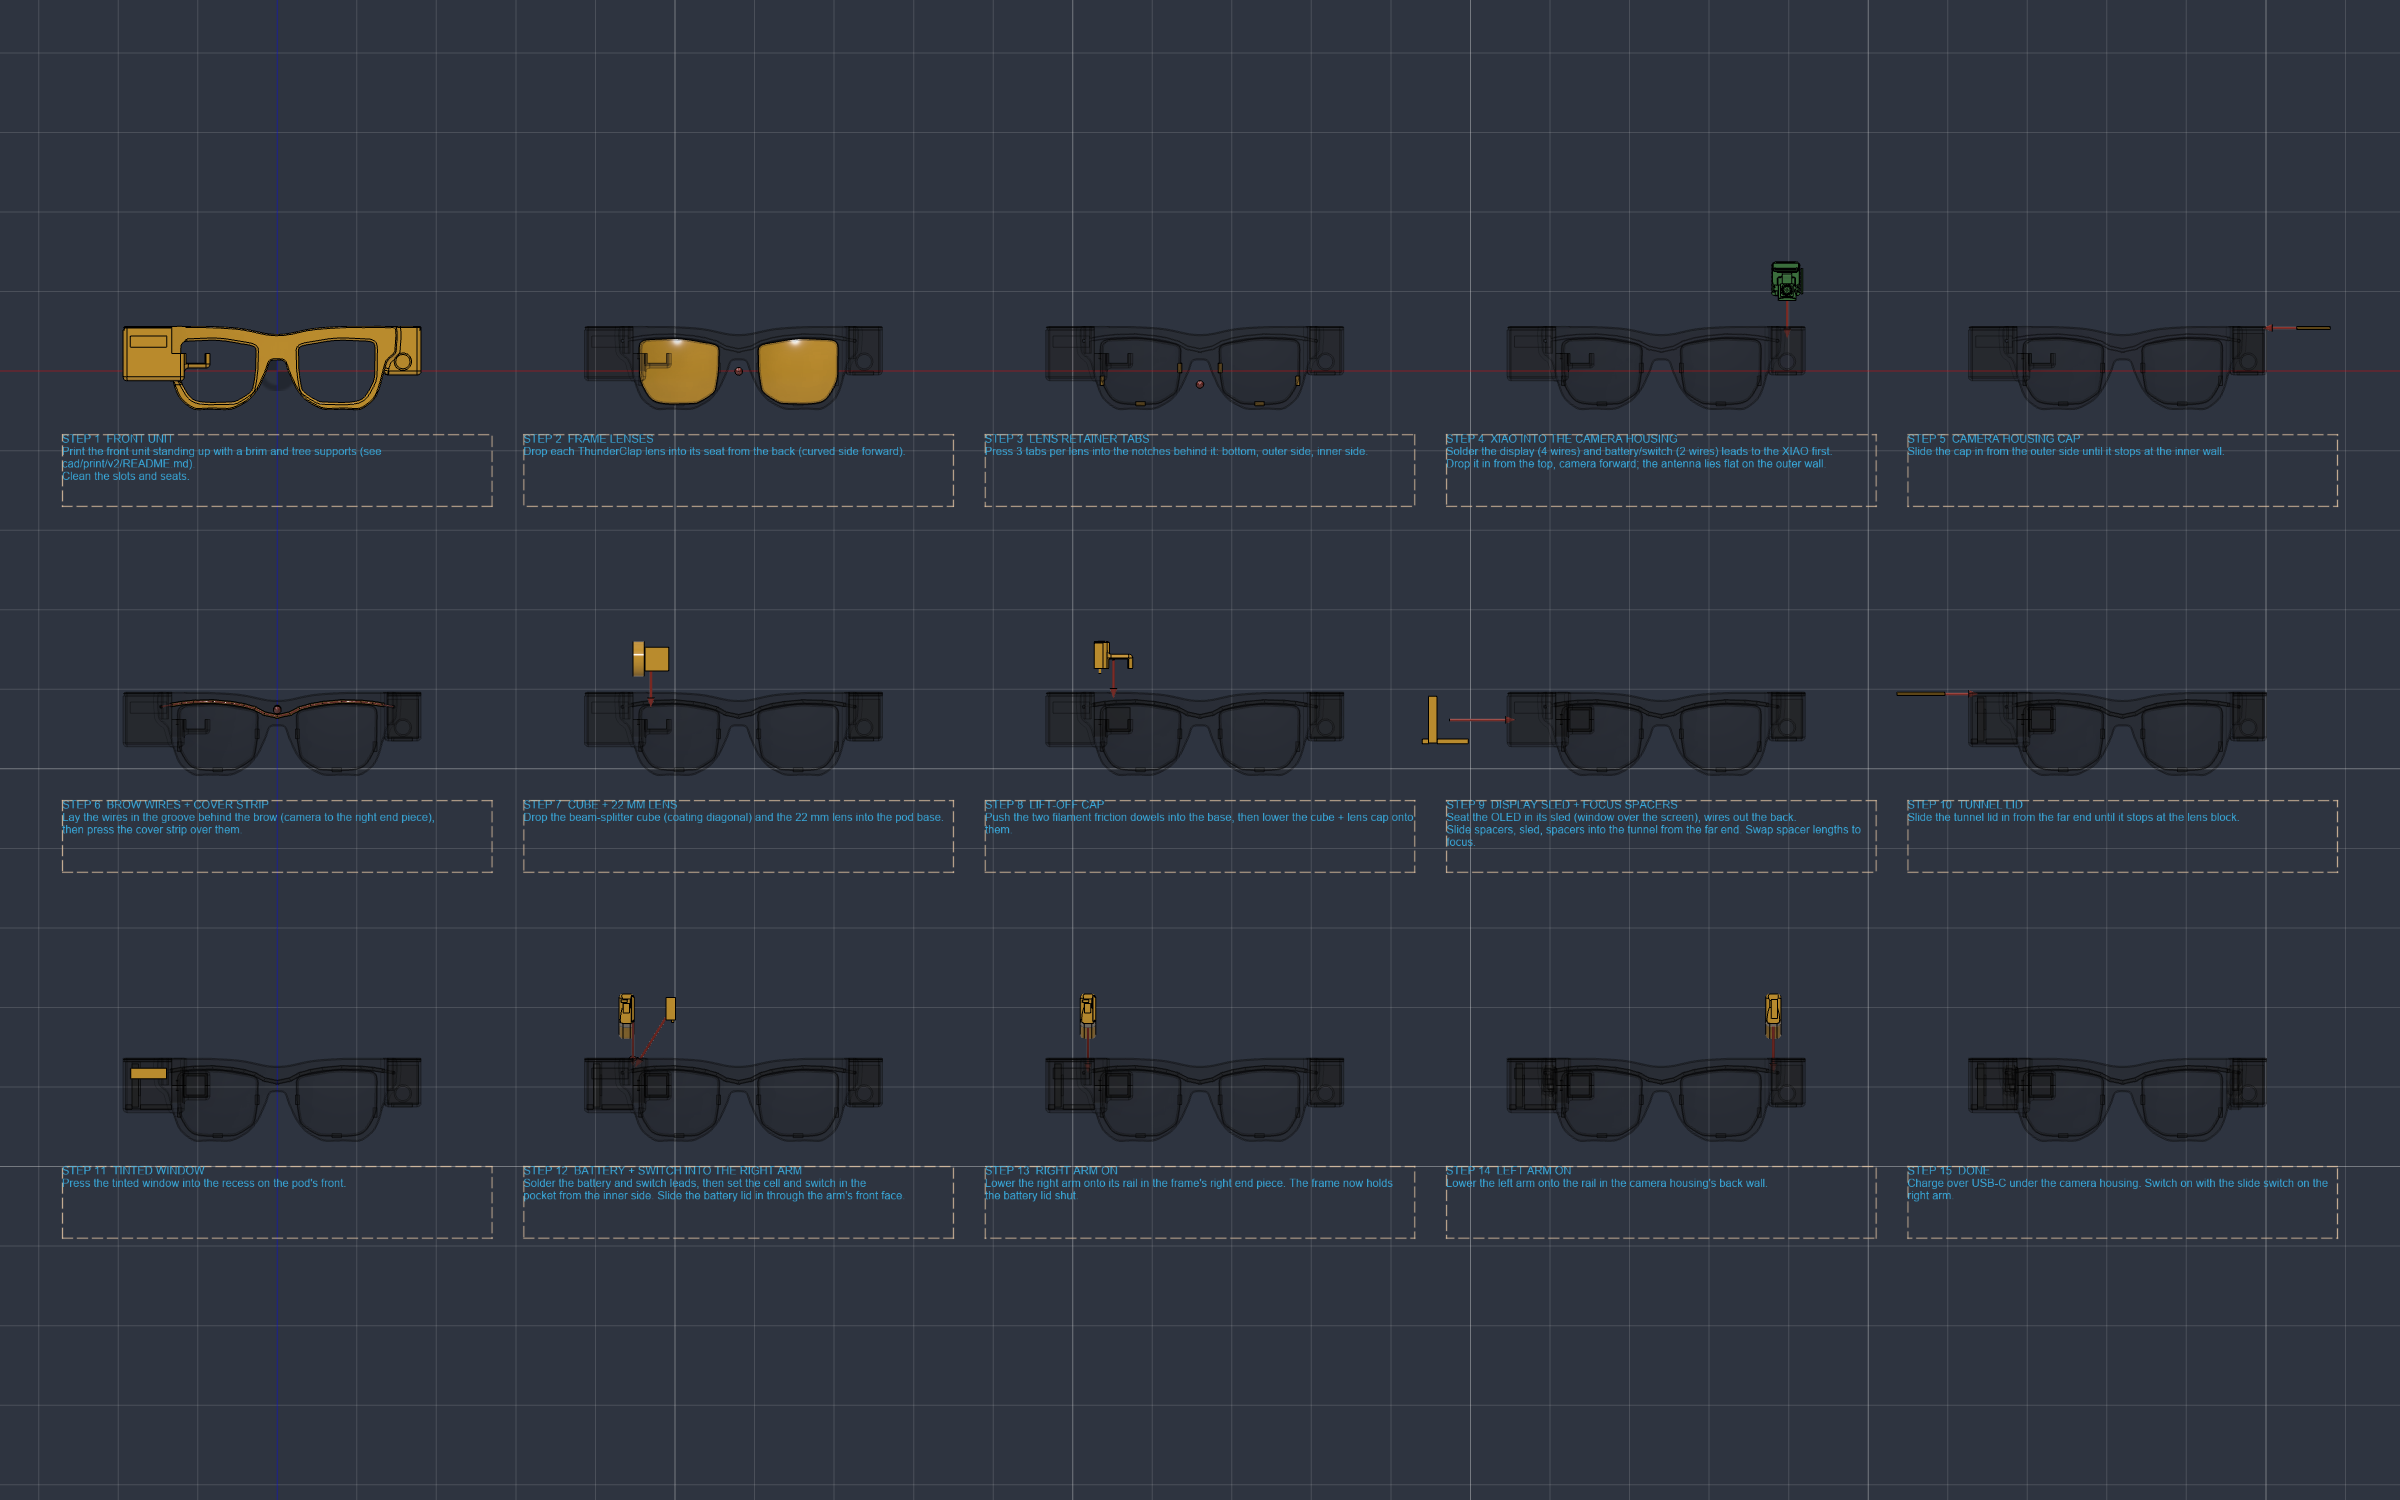 STEP 1  FRONT UNIT
Print the front unit standing up with a brim and tree supports (see
cad/print/v2/README.md)
Clean the slots and seats.
STEP 2  FRAME LENSES
Drop each ThunderClap lens into its seat from the back (curved side forward).
STEP 3  LENS RETAINER TABS
Press 3 tabs per lens into the notches behind it: bottom, outer side, inner side.
STEP 4  XIAO INTO THE CAMERA HOUSING
Solder the display (4 wires) and battery/switch (2 wires) leads to the XIAO first.
Drop it in from the top, camera forward; the antenna lies flat on the outer wall.
STEP 5  CAMERA HOUSING CAP
Slide the cap in from the outer side until it stops at the inner wall.
STEP 6  BROW WIRES + COVER STRIP
Lay the wires in the groove behind the brow (camera to the right end piece),
then press the cover strip over them.
STEP 7  CUBE + 22 MM LENS
Drop the beam-splitter cube (coating diagonal) and the 22 mm lens into the pod base.
STEP 8  LIFT-OFF CAP
Push the two filament friction dowels into the base, then lower the cube + lens cap onto
them.
STEP 9  DISPLAY SLED + FOCUS SPACERS
Seat the OLED in its sled (window over the screen), wires out the back.
Slide spacers, sled, spacers into the tunnel from the far end. Swap spacer lengths to
focus.
STEP 10  TUNNEL LID
Slide the tunnel lid in from the far end until it stops at the lens block.
STEP 11  TINTED WINDOW
Press the tinted window into the recess on the pod's front.
STEP 12  BATTERY + SWITCH INTO THE RIGHT ARM
Solder the battery and switch leads, then set the cell and switch in the
pocket from the inner side. Slide the battery lid in through the arm's front face.
STEP 13  RIGHT ARM ON
Lower the right arm onto its rail in the frame's right end piece. The frame now holds
the battery lid shut.
STEP 14  LEFT ARM ON
Lower the left arm onto the rail in the camera housing's back wall.
STEP 15  DONE
Charge over USB-C under the camera housing. Switch on with the slide switch on the
right arm.